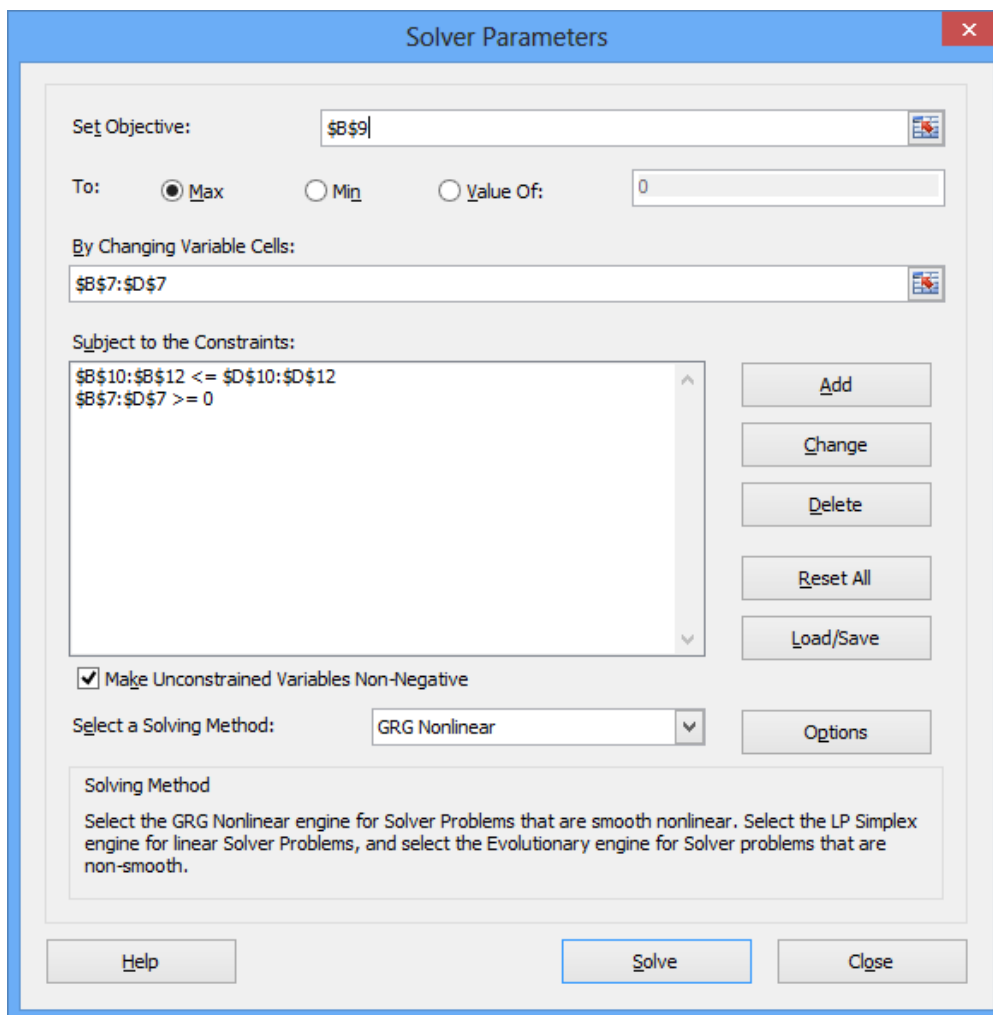 Solver Parameters
Set Objective: $B$9
To: Max Min Value Of: 0
By Changing Variable Cells:
$B$7:$D$7
Subject to the Constraints:
$B$10:$B$12 <= $D$10:$D$12
$B$7:$D$7 >= 0
Add
Change
Delete
Reset All
Load/Save
Make Unconstrained Variables Non-Negative
Select a Solving Method: GRG Nonlinear Options
Solving Method
Select the GRG Nonlinear engine for Solver Problems that are smooth nonlinear. Select the LP Simplex
engine for linear Solver Problems, and select the Evolutionary engine for Solver problems that are
non-smooth.
Help Solve Close